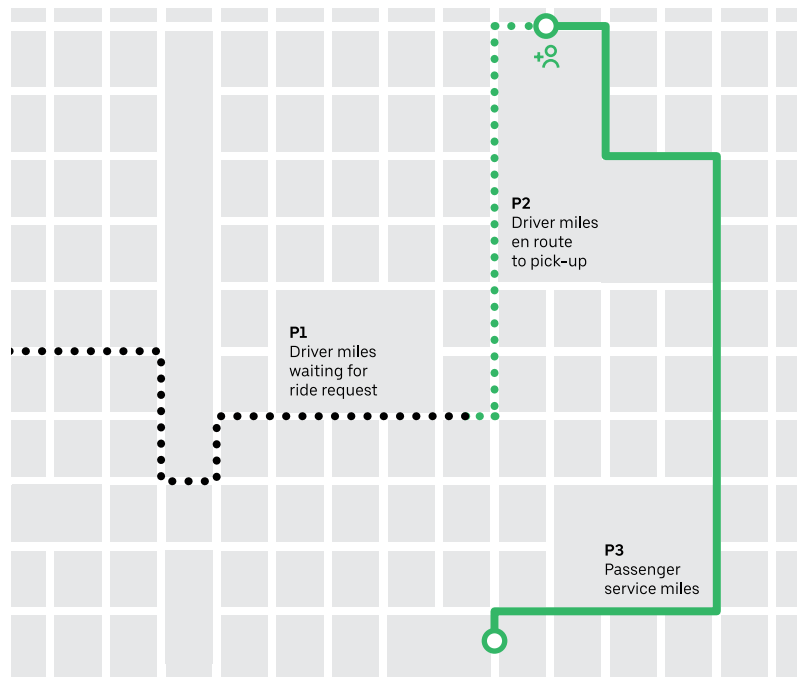 P2
Driver miles
en route
to pick-up
P1
Driver miles
waiting for
ride request
P3
Passenger
service miles